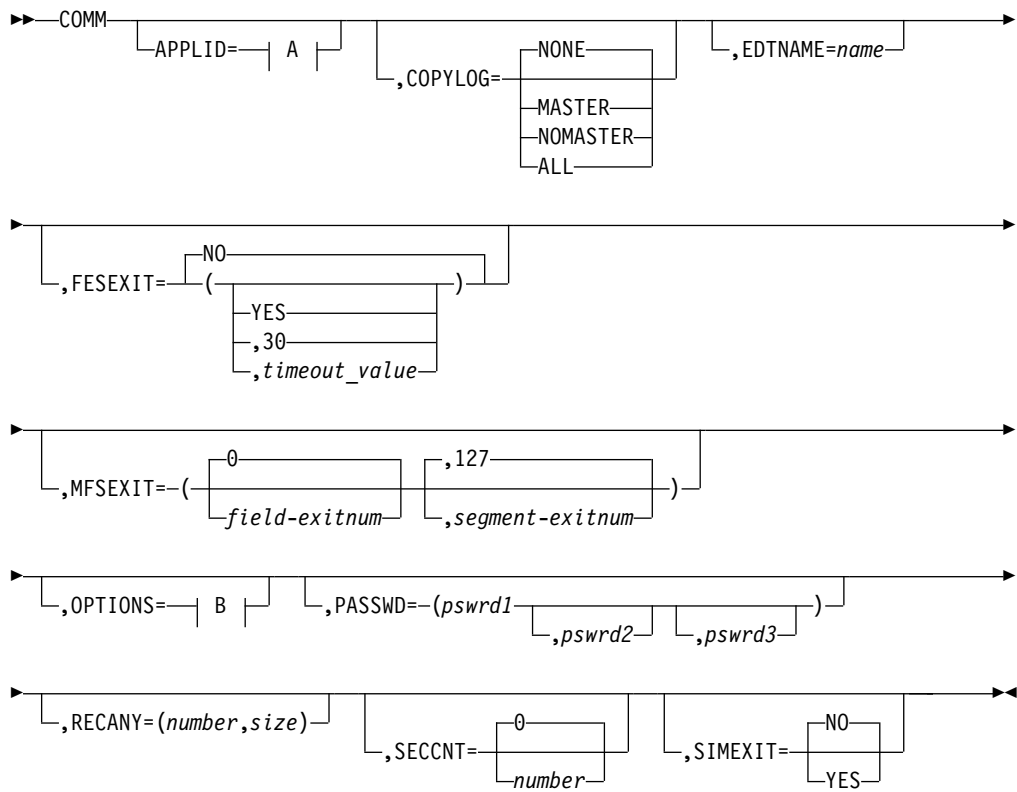 COMM
APPLID= A
,COPYLOG= NONE
MASTER
NOMASTER
ALL
,EDTNAME=name
,FESEXIT= NO
( )
YES
,30
,timeout_value
,MFSEXIT= ( 0 ,127 )
field-exitnum ,segment-exitnum
,OPTIONS= B
,PASSWD= (pswrd1 )
,pswrd2 ,pswrd3
,RECANY=(number,size)
,SECCNT= 0
number
,SIMEXIT= NO
YES